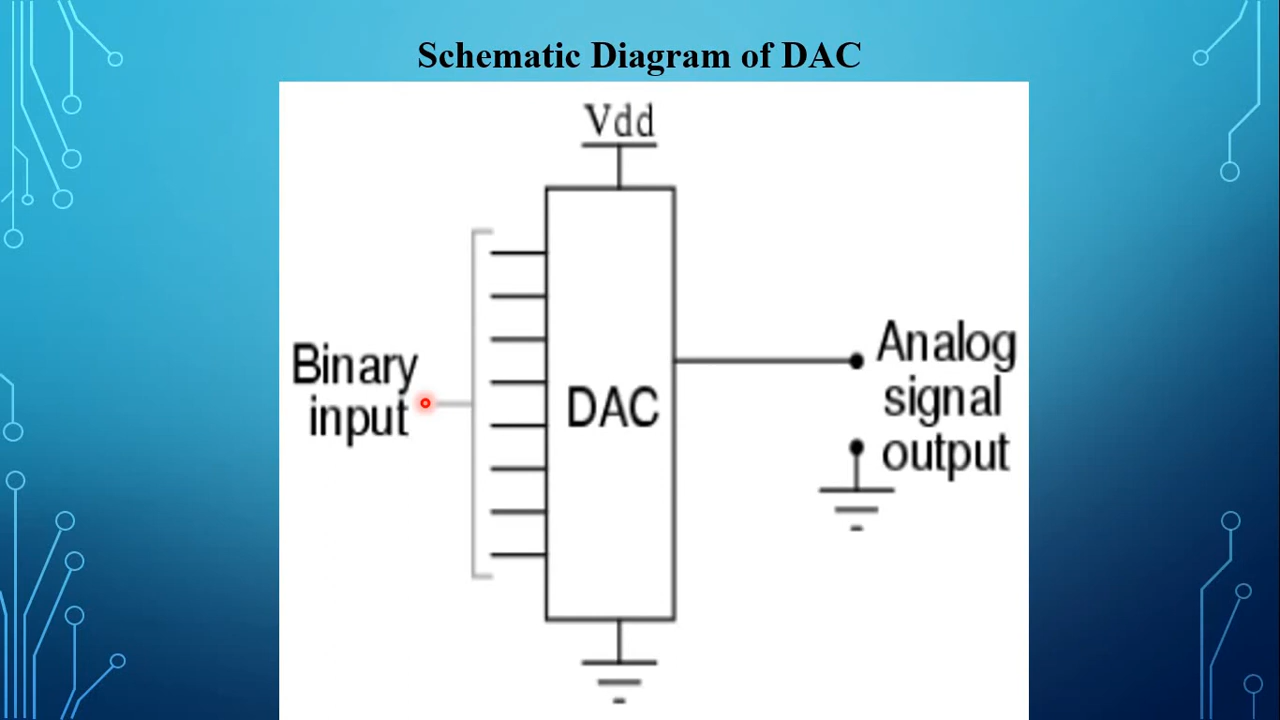 Schematic Diagram of DAC
Vdd
Binary
input
DAC
Analog
signal
output